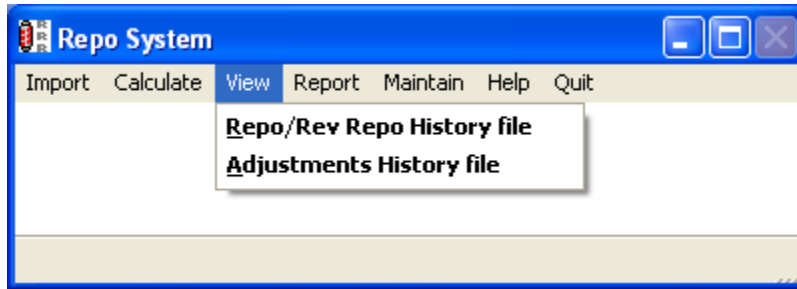 Repo System
Import Calculate View Report Maintain Help Quit
Repo/Rev Repo History file
Adjustments History file